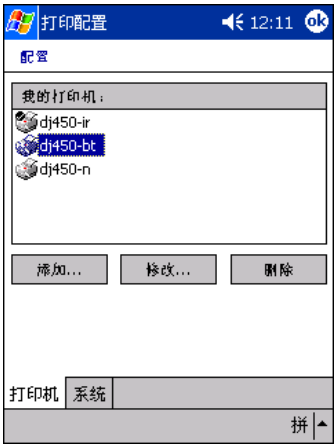 打印配置 12:11 ok
配置
我的打印机：
dj450-ir
dj450-bt
dj450-n
添加... 修改... 删除
打印机 系统
拼